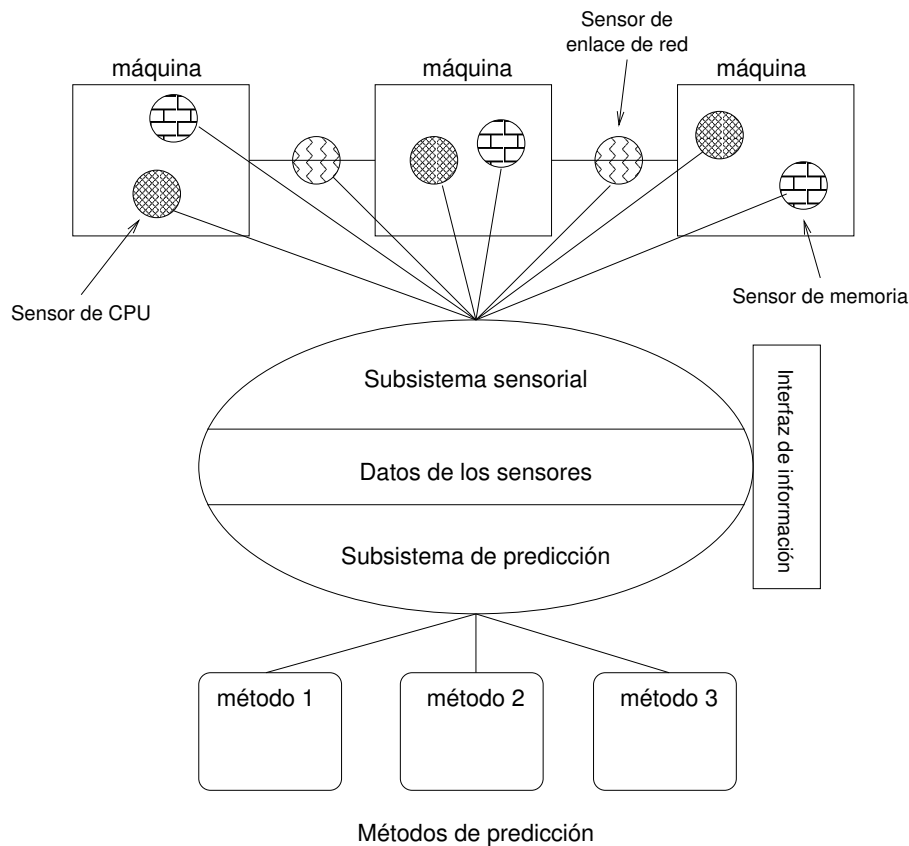 Sensor de
enlace de red
máquina
máquina
máquina
Sensor de CPU
Sensor de memoria
Subsistema sensorial
Datos de los sensores
Subsistema de predicción
Interfaz de información
método 1
método 2
método 3
Métodos de predicción